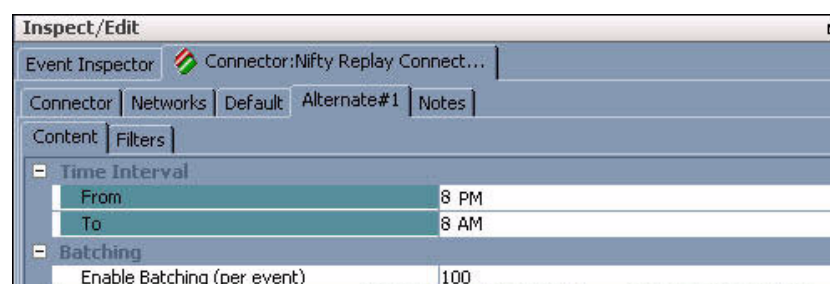 Inspect/Edit
Event Inspector Connector:Nifty Replay Connect...
Connector Networks Default Alternate#1 Notes
Content Filters
Time Interval
From 8 PM
To 8 AM
Batching
Enable Batching (per event) 100